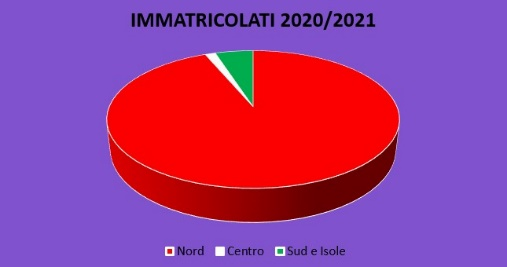 IMMATRICOLATI 2020/2021
Nord Centro Sud e Isole